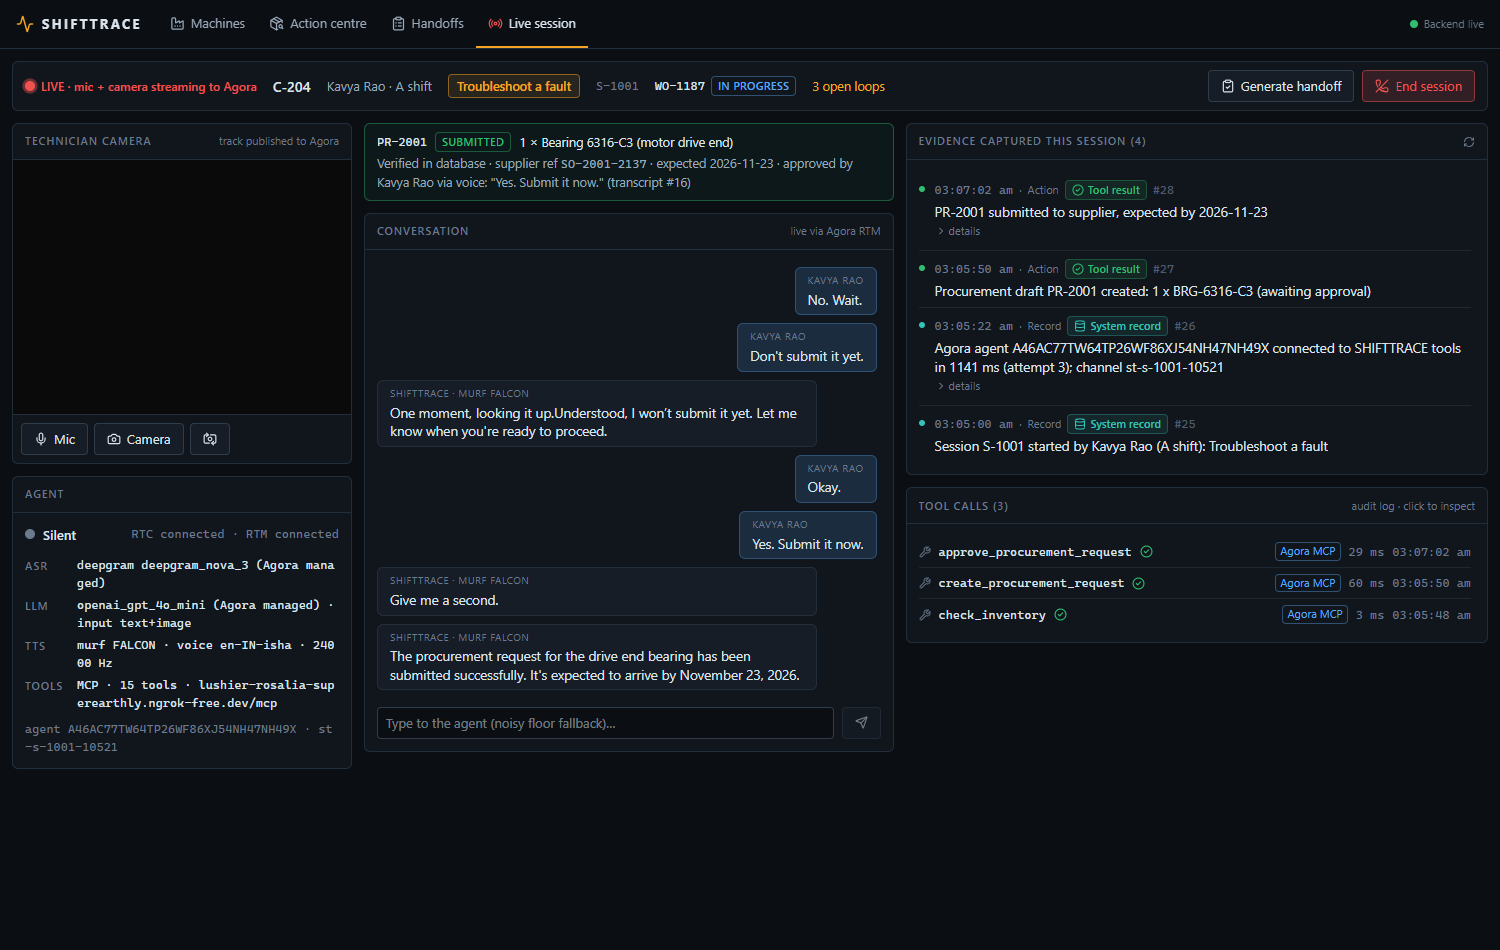 SHIFTTRACE
Machines
Action centre
Handoffs
Live session
Backend live
LIVE · mic + camera streaming to Agora
C-204
Kavya Rao · A shift
Troubleshoot a fault
S-1001
WO-1187
IN PROGRESS
3 open loops
Generate handoff
End session
TECHNICIAN CAMERA
track published to Agora
Mic
Camera
AGENT
Silent
RTC connected · RTM connected
ASR
deepgram deepgram_nova_3 (Agora mana
ged)
LLM
openai_gpt_4o_mini (Agora managed) ·
input text+image
TTS
murf FALCON · voice en-IN-isha · 240
00 Hz
TOOLS
MCP · 15 tools · lushier-rosalia-sup
erearthly.ngrok-free.dev/mcp
agent A46AC77TW64TP26WF86XJ54NH47NH49X · st
-s-1001-10521
PR-2001
SUBMITTED
1 × Bearing 6316-C3 (motor drive end)
Verified in database · supplier ref SO-2001-2137 · expected 2026-11-23 · approved by
Kavya Rao via voice: "Yes. Submit it now." (transcript #16)
CONVERSATION
live via Agora RTM
KAVYA RAO
No. Wait.
KAVYA RAO
Don't submit it yet.
SHIFTTRACE · MURF FALCON
One moment, looking it up.Understood, I won’t submit it yet. Let me
know when you're ready to proceed.
KAVYA RAO
Okay.
KAVYA RAO
Yes. Submit it now.
SHIFTTRACE · MURF FALCON
Give me a second.
SHIFTTRACE · MURF FALCON
The procurement request for the drive end bearing has been
submitted successfully. It's expected to arrive by November 23, 2026.
Type to the agent (noisy floor fallback)...
EVIDENCE CAPTURED THIS SESSION (4)
03:07:02 am · Action
Tool result
#28
PR-2001 submitted to supplier, expected by 2026-11-23
> details
03:05:50 am · Action
Tool result
#27
Procurement draft PR-2001 created: 1 x BRG-6316-C3 (awaiting approval)
03:05:22 am · Record
System record
#26
Agora agent A46AC77TW64TP26WF86XJ54NH47NH49X connected to SHIFTTRACE tools
in 1141 ms (attempt 3); channel st-s-1001-10521
> details
03:05:00 am · Record
System record
#25
Session S-1001 started by Kavya Rao (A shift): Troubleshoot a fault
TOOL CALLS (3)
audit log · click to inspect
approve_procurement_request
Agora MCP
29 ms 03:07:02 am
create_procurement_request
Agora MCP
60 ms 03:05:50 am
check_inventory
Agora MCP
3 ms 03:05:48 am